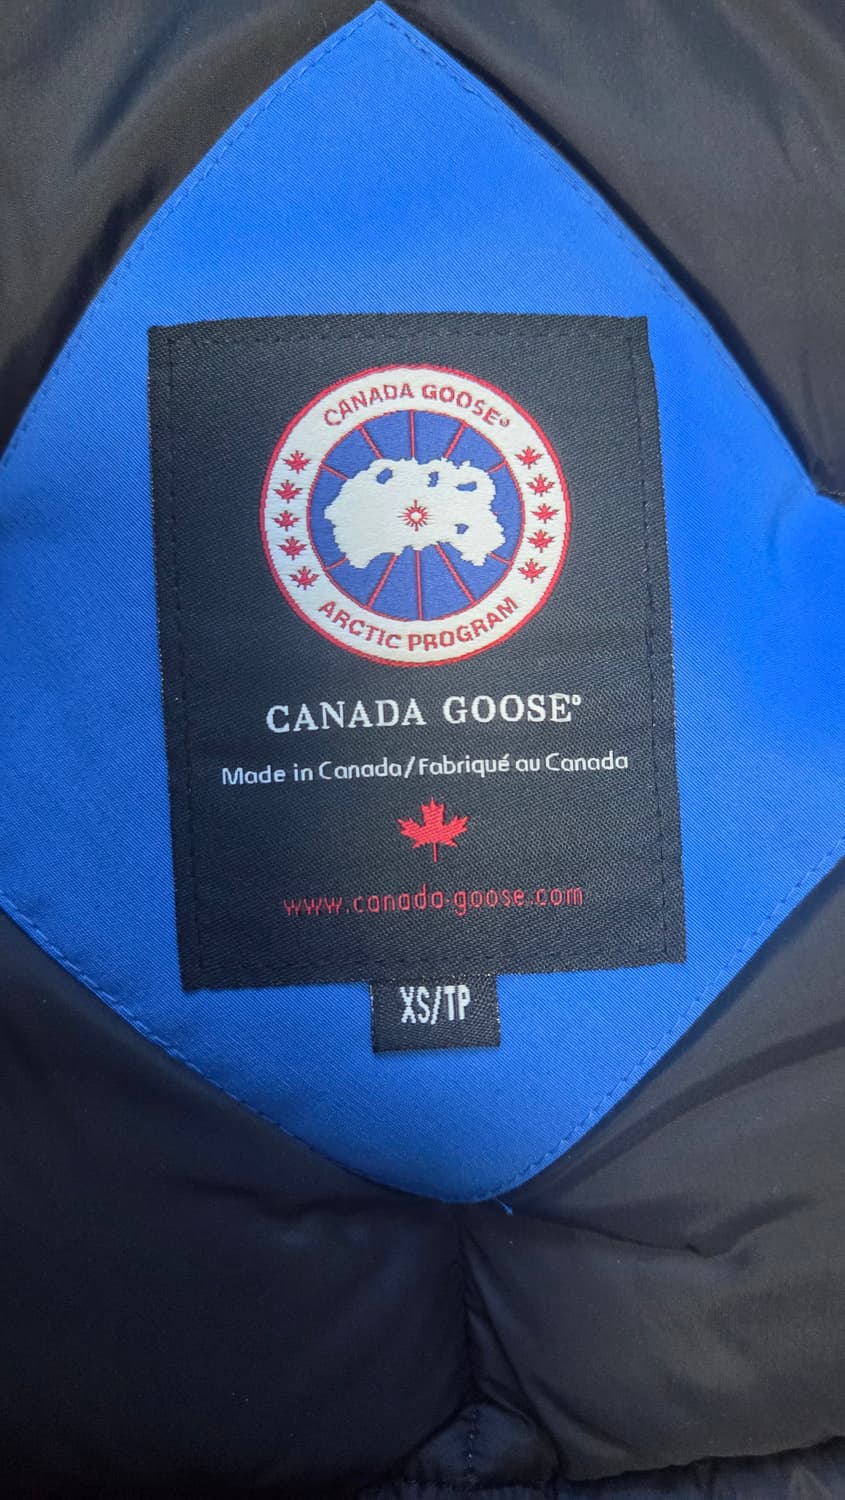 CANADA GOOSE®
ARCTIC PROGRAM
CANADA GOOSE®
Made in Canada/Fabriqué au Canada
www.canada-goose.com
XS/TP